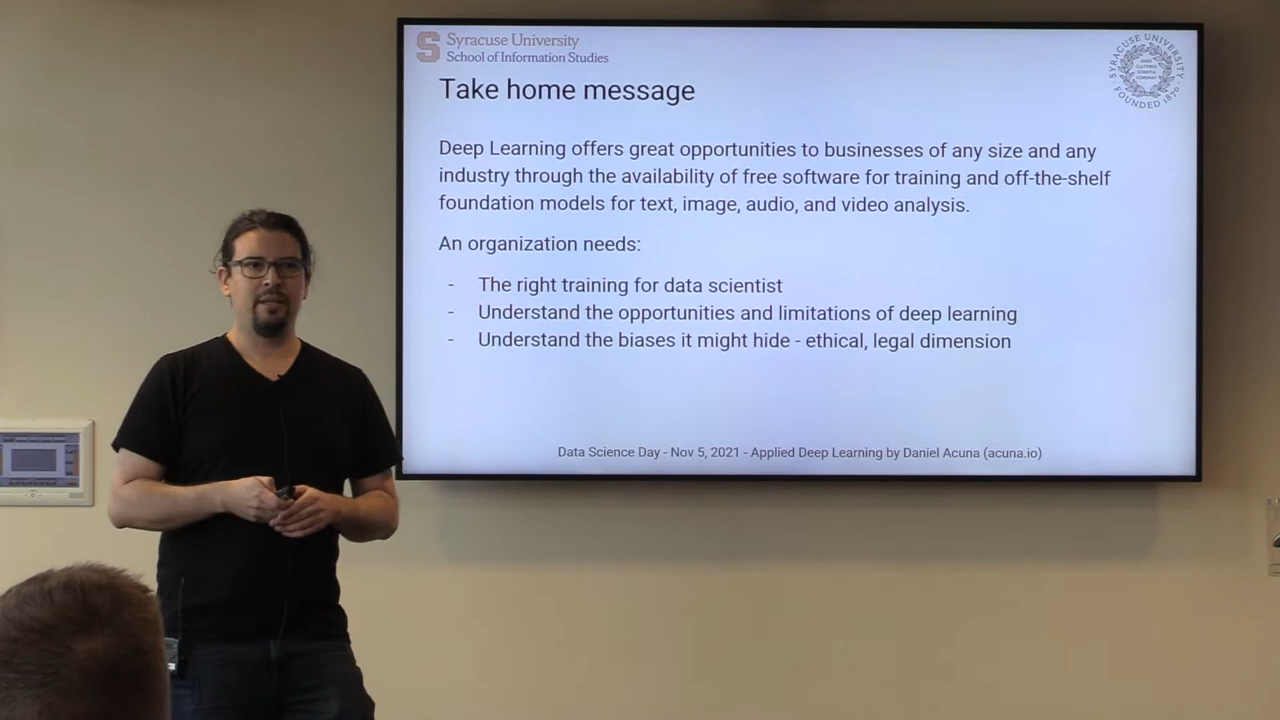 Syracuse University
School of Information Studies
SYRACUSE UNIVERSITY
FOUNDED 1870
Take home message
Deep Learning offers great opportunities to businesses of any size and any
industry through the availability of free software for training and off-the-shelf
foundation models for text, image, audio, and video analysis.
An organization needs:
- The right training for data scientist
- Understand the opportunities and limitations of deep learning
- Understand the biases it might hide - ethical, legal dimension
Data Science Day - Nov 5, 2021 - Applied Deep Learning by Daniel Acuna (acuna.io)